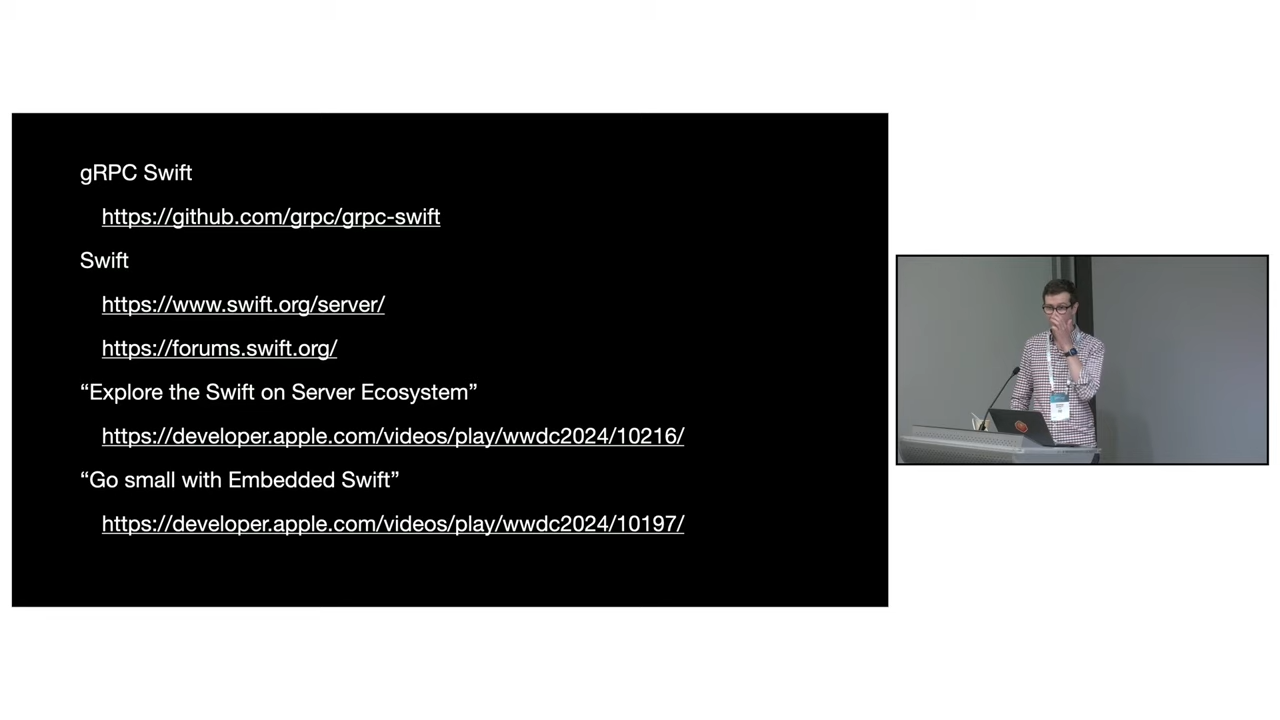 gRPC Swift
https://github.com/grpc/grpc-swift
Swift
https://www.swift.org/server/
https://forums.swift.org/
“Explore the Swift on Server Ecosystem”
https://developer.apple.com/videos/play/wwdc2024/10216/
“Go small with Embedded Swift”
https://developer.apple.com/videos/play/wwdc2024/10197/